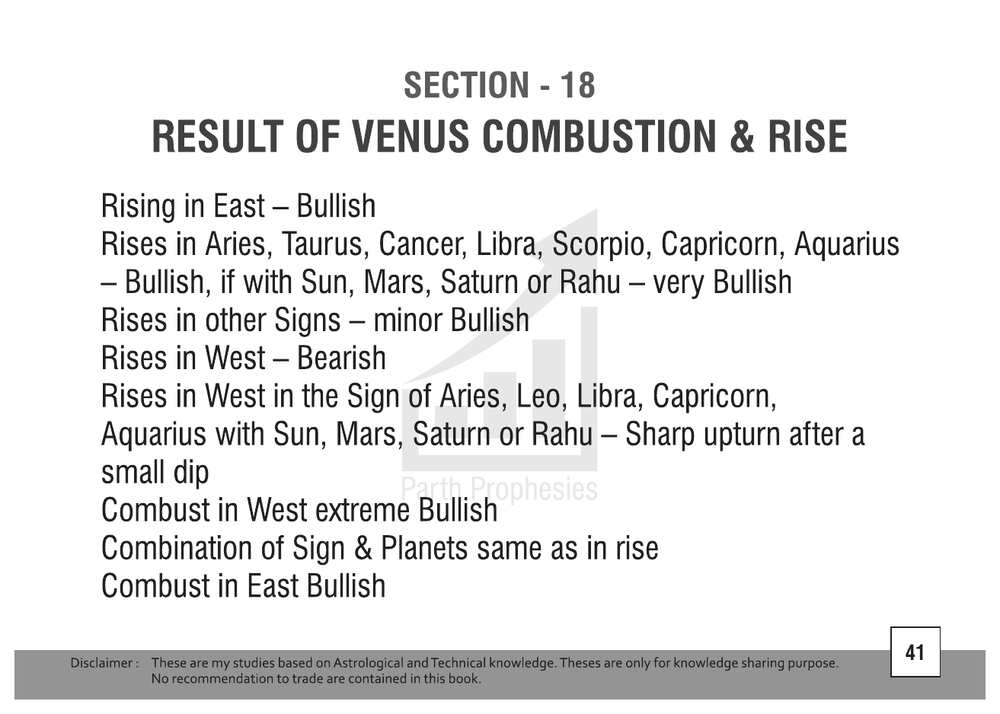 SECTION - 18
RESULT OF VENUS COMBUSTION & RISE
Rising in East – Bullish
Rises in Aries, Taurus, Cancer, Libra, Scorpio, Capricorn, Aquarius
– Bullish, if with Sun, Mars, Saturn or Rahu – very Bullish
Rises in other Signs – minor Bullish
Rises in West – Bearish
Rises in West in the Sign of Aries, Leo, Libra, Capricorn,
Aquarius with Sun, Mars, Saturn or Rahu – Sharp upturn after a
small dip
Parth Prophesies
Combust in West extreme Bullish
Combination of Sign & Planets same as in rise
Combust in East Bullish
41
Disclaimer : These are my studies based on Astrological and Technical knowledge. Theses are only for knowledge sharing purpose.
No recommendation to trade are contained in this book.